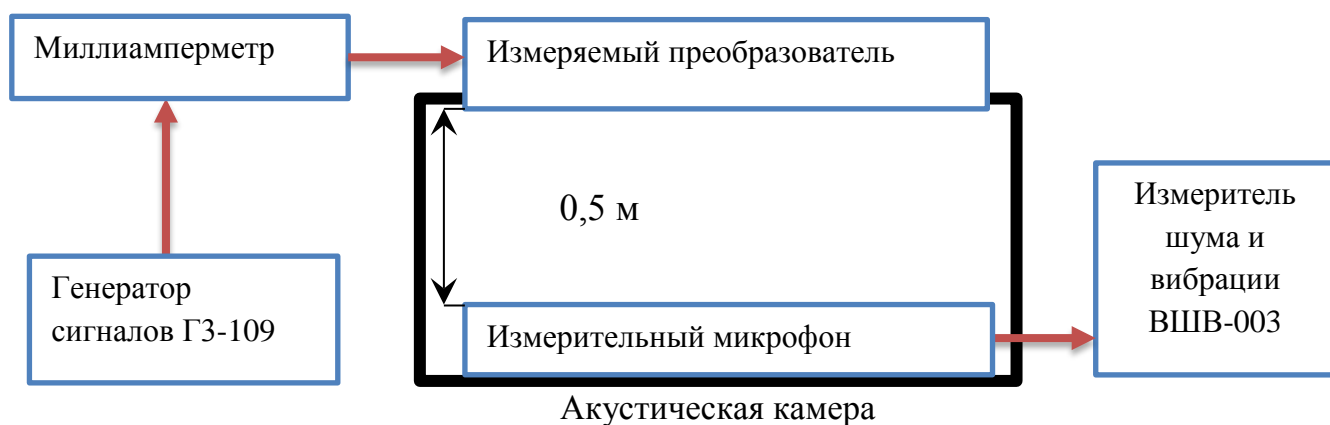 Миллиамперметр
Измеряемый преобразователь
0,5 м
Генератор
сигналов Г3-109
Измерительный микрофон
Измеритель
шума и
вибрации
ВШВ-003
Акустическая камера